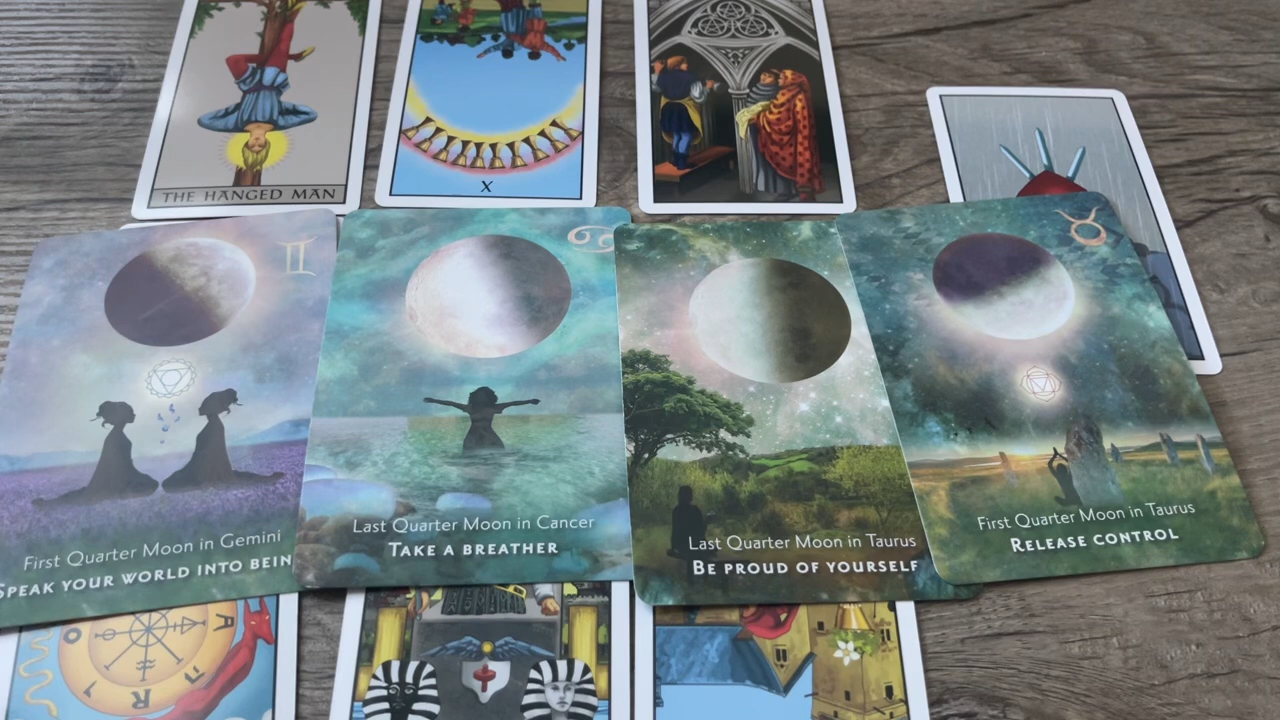 THE HANGED MAN
X
First Quarter Moon in Gemini
SPEAK YOUR WORLD INTO BEIN
Last Quarter Moon in Cancer
TAKE A BREATHER
Last Quarter Moon in Taurus
BE PROUD OF YOURSELF
First Quarter Moon in Taurus
RELEASE CONTROL
O A R